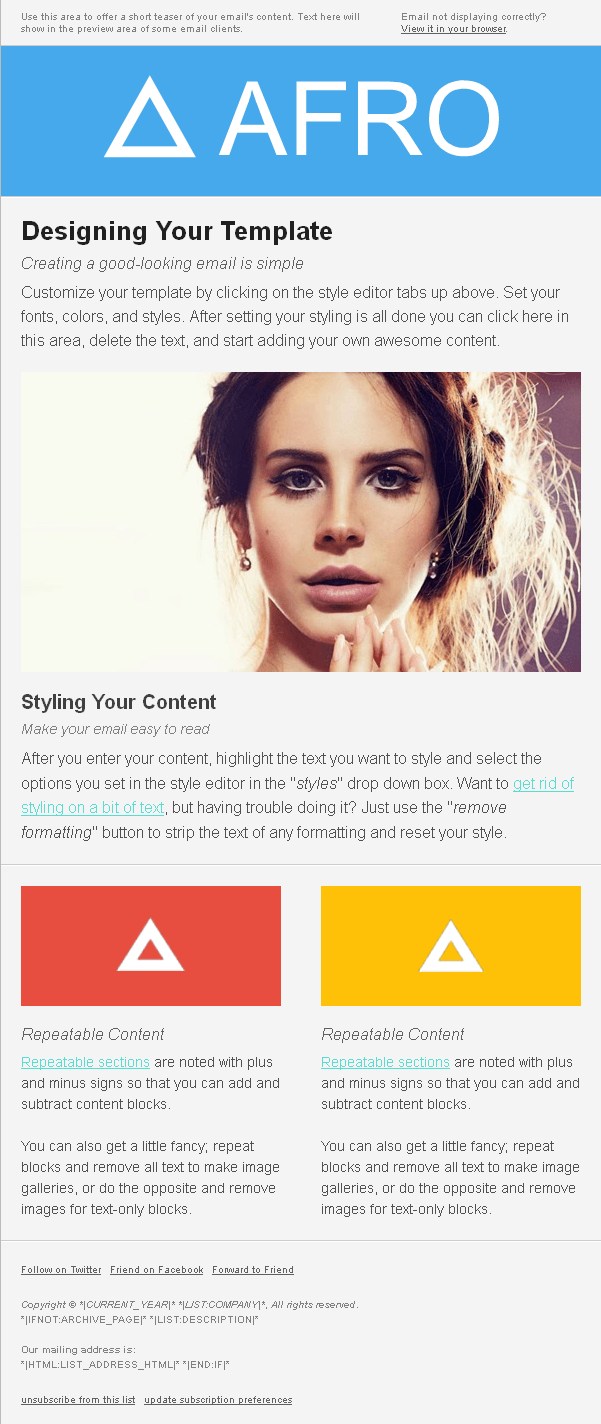 Use this area to offer a short teaser of your email's content. Text here will
show in the preview area of some email clients.
Email not displaying correctly?
View it in your browser.
AFRO
Designing Your Template
Creating a good-looking email is simple
Customize your template by clicking on the style editor tabs up above. Set your
fonts, colors, and styles. After setting your styling is all done you can click here in
this area, delete the text, and start adding your own awesome content.
Styling Your Content
Make your email easy to read
After you enter your content, highlight the text you want to style and select the
options you set in the style editor in the "styles" drop down box. Want to get rid of
styling on a bit of text, but having trouble doing it? Just use the "remove
formatting" button to strip the text of any formatting and reset your style.
Repeatable Content
Repeatable sections are noted with plus
and minus signs so that you can add and
subtract content blocks.
You can also get a little fancy; repeat
blocks and remove all text to make image
galleries, or do the opposite and remove
images for text-only blocks.
Repeatable Content
Repeatable sections are noted with plus
and minus signs so that you can add and
subtract content blocks.
You can also get a little fancy; repeat
blocks and remove all text to make image
galleries, or do the opposite and remove
images for text-only blocks.
Follow on Twitter Friend on Facebook Forward to Friend
Copyright © *|CURRENT_YEAR|* *|LIST:COMPANY|*, All rights reserved.
*|IFNOT:ARCHIVE_PAGE|* *|LIST:DESCRIPTION|*
Our mailing address is:
*|HTML:LIST_ADDRESS_HTML|* *|END:IF|*
unsubscribe from this list update subscription preferences